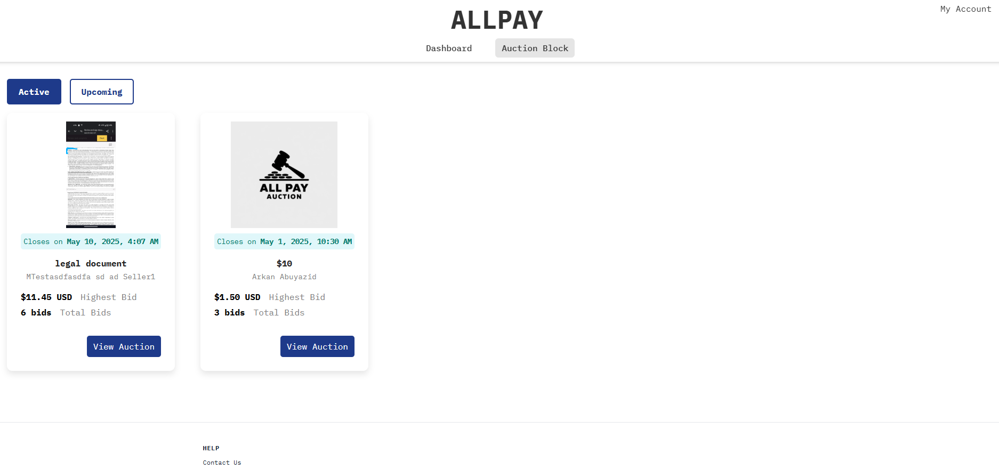 My Account
ALLPAY
Dashboard
Auction Block
Active
Upcoming
Closes on May 10, 2025, 4:07 AM
legal document
MTestasdfasdfa sd ad Seller1
$11.45 USD Highest Bid
6 bids Total Bids
View Auction
ALL PAY
AUCTION
Closes on May 1, 2025, 10:30 AM
$10
Arkan Abuyazid
$1.50 USD Highest Bid
3 bids Total Bids
View Auction
HELP
Contact Us